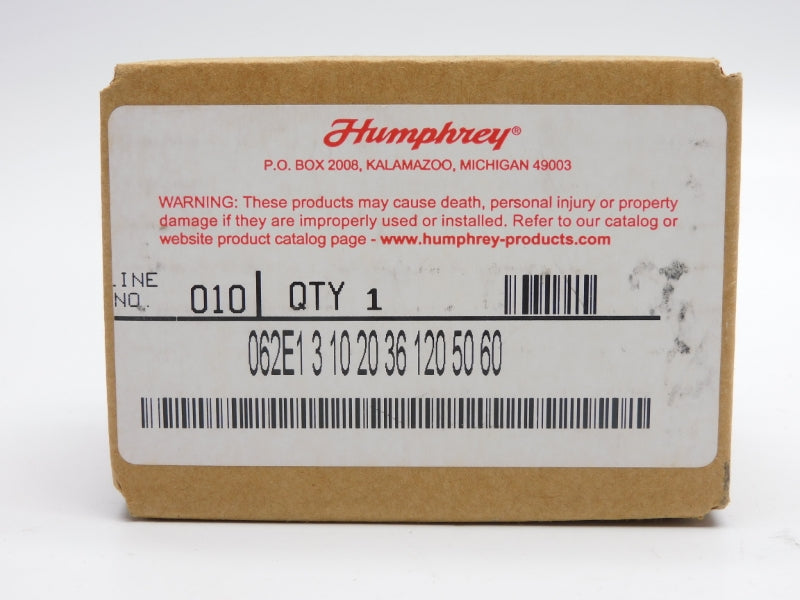 Humphrey®
P.O. BOX 2008, KALAMAZOO, MICHIGAN 49003
WARNING: These products may cause death, personal injury or property
damage if they are improperly used or installed. Refer to our catalog or
website product catalog page - www.humphrey-products.com
LINE
NO. 010 QTY 1
062E1 3 10 20 36 120 50 60